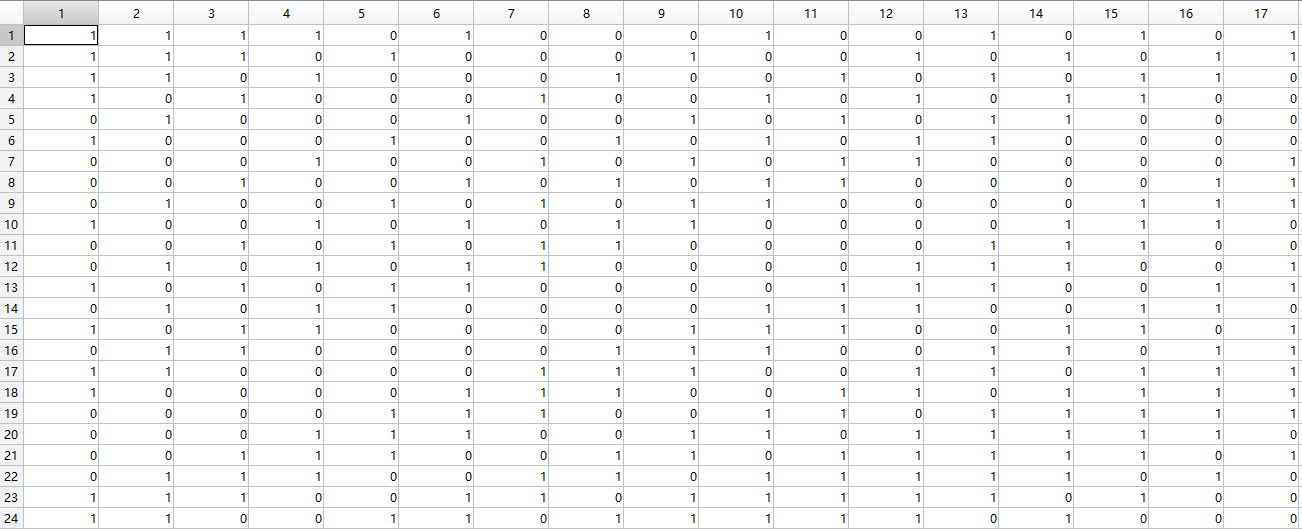 1 2 3 4 5 6 7 8 9 10 11 12 13 14 15 16 17
1 1 1 1 1 0 1 0 0 0 1 0 0 1 0 1 0 1
2 1 1 1 0 1 0 0 0 1 0 0 1 0 1 0 1 1
3 1 1 0 1 0 0 0 1 0 0 1 0 1 0 1 1 0
4 1 0 1 0 0 0 1 0 0 1 0 1 0 1 1 0 0
5 0 1 0 0 0 1 0 0 1 0 1 0 1 1 0 0 0
6 1 0 0 0 1 0 0 1 0 1 0 1 1 0 0 0 0
7 0 0 0 1 0 0 1 0 1 0 1 1 0 0 0 0 1
8 0 0 1 0 0 1 0 1 0 1 1 0 0 0 0 1 1
9 0 1 0 0 1 0 1 0 1 1 0 0 0 0 1 1 1
10 1 0 0 1 0 1 0 1 1 0 0 0 0 1 1 1 0
11 0 0 1 0 1 0 1 1 0 0 0 0 1 1 1 0 0
12 0 1 0 1 0 1 1 0 0 0 0 1 1 1 0 0 1
13 1 0 1 0 1 1 0 0 0 0 1 1 1 0 0 1 1
14 0 1 0 1 1 0 0 0 0 1 1 1 0 0 1 1 0
15 1 0 1 1 0 0 0 0 1 1 1 0 0 1 1 0 1
16 0 1 1 0 0 0 0 1 1 1 0 0 1 1 0 1 1
17 1 1 0 0 0 0 1 1 1 0 0 1 1 0 1 1 1
18 1 0 0 0 0 1 1 1 0 0 1 1 0 1 1 1 1
19 0 0 0 0 1 1 1 0 0 1 1 0 1 1 1 1 1
20 0 0 0 1 1 1 0 0 1 1 0 1 1 1 1 1 0
21 0 0 1 1 1 0 0 1 1 0 1 1 1 1 1 0 1
22 0 1 1 1 0 0 1 1 0 1 1 1 1 1 0 1 0
23 1 1 1 0 0 1 1 0 1 1 1 1 1 0 1 0 0
24 1 1 0 0 1 1 0 1 1 1 1 1 0 1 0 0 0